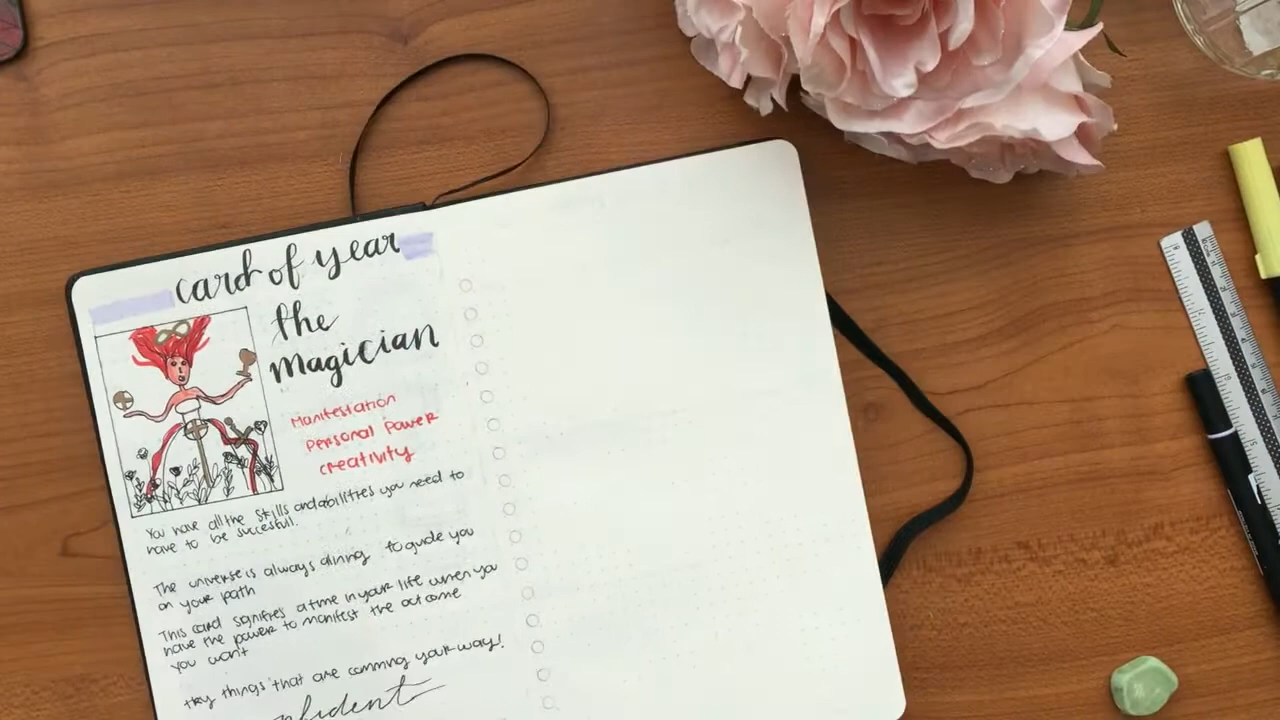 card of year
the
magician
Manifestation
Personal Power
creativity
You have all the skills and abilities you need to
have to be succesfull.
The universe is always alining to guide you
on your path
This card signifies a time in your life when you
have the power to manifest the outcome
you want
try things that are comming your way!